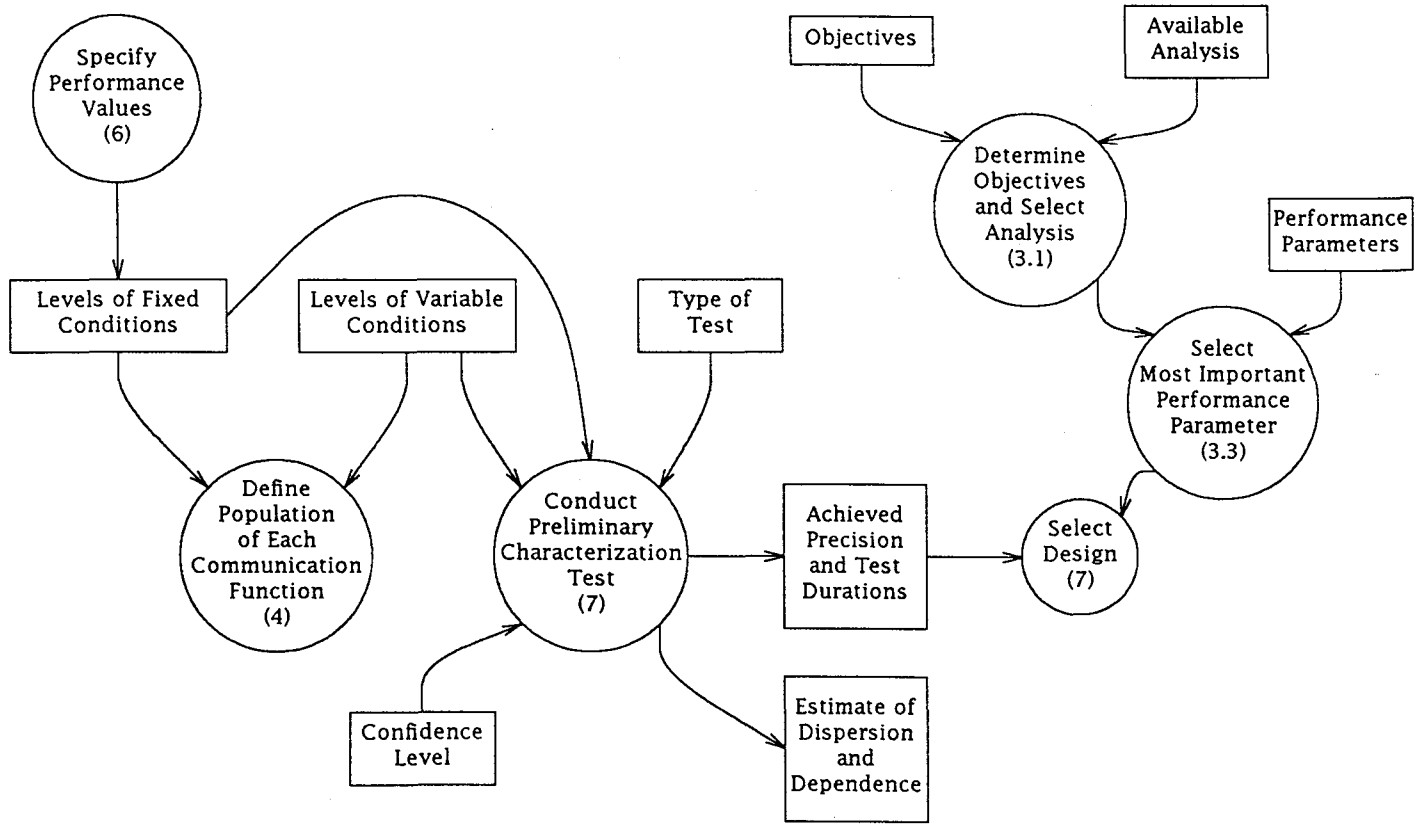 Specify
Performance
Values
(6)
Objectives
Available
Analysis
Determine
Objectives
and Select
Analysis
(3.1)
Performance
Parameters
Levels of Fixed
Conditions
Levels of Variable
Conditions
Type of
Test
Select
Most Important
Performance
Parameter
(3.3)
Define
Population
of Each
Communication
Function
(4)
Conduct
Preliminary
Characterization
Test
(7)
Achieved
Precision
and Test
Durations
Select
Design
(7)
Confidence
Level
Estimate of
Dispersion
and
Dependence